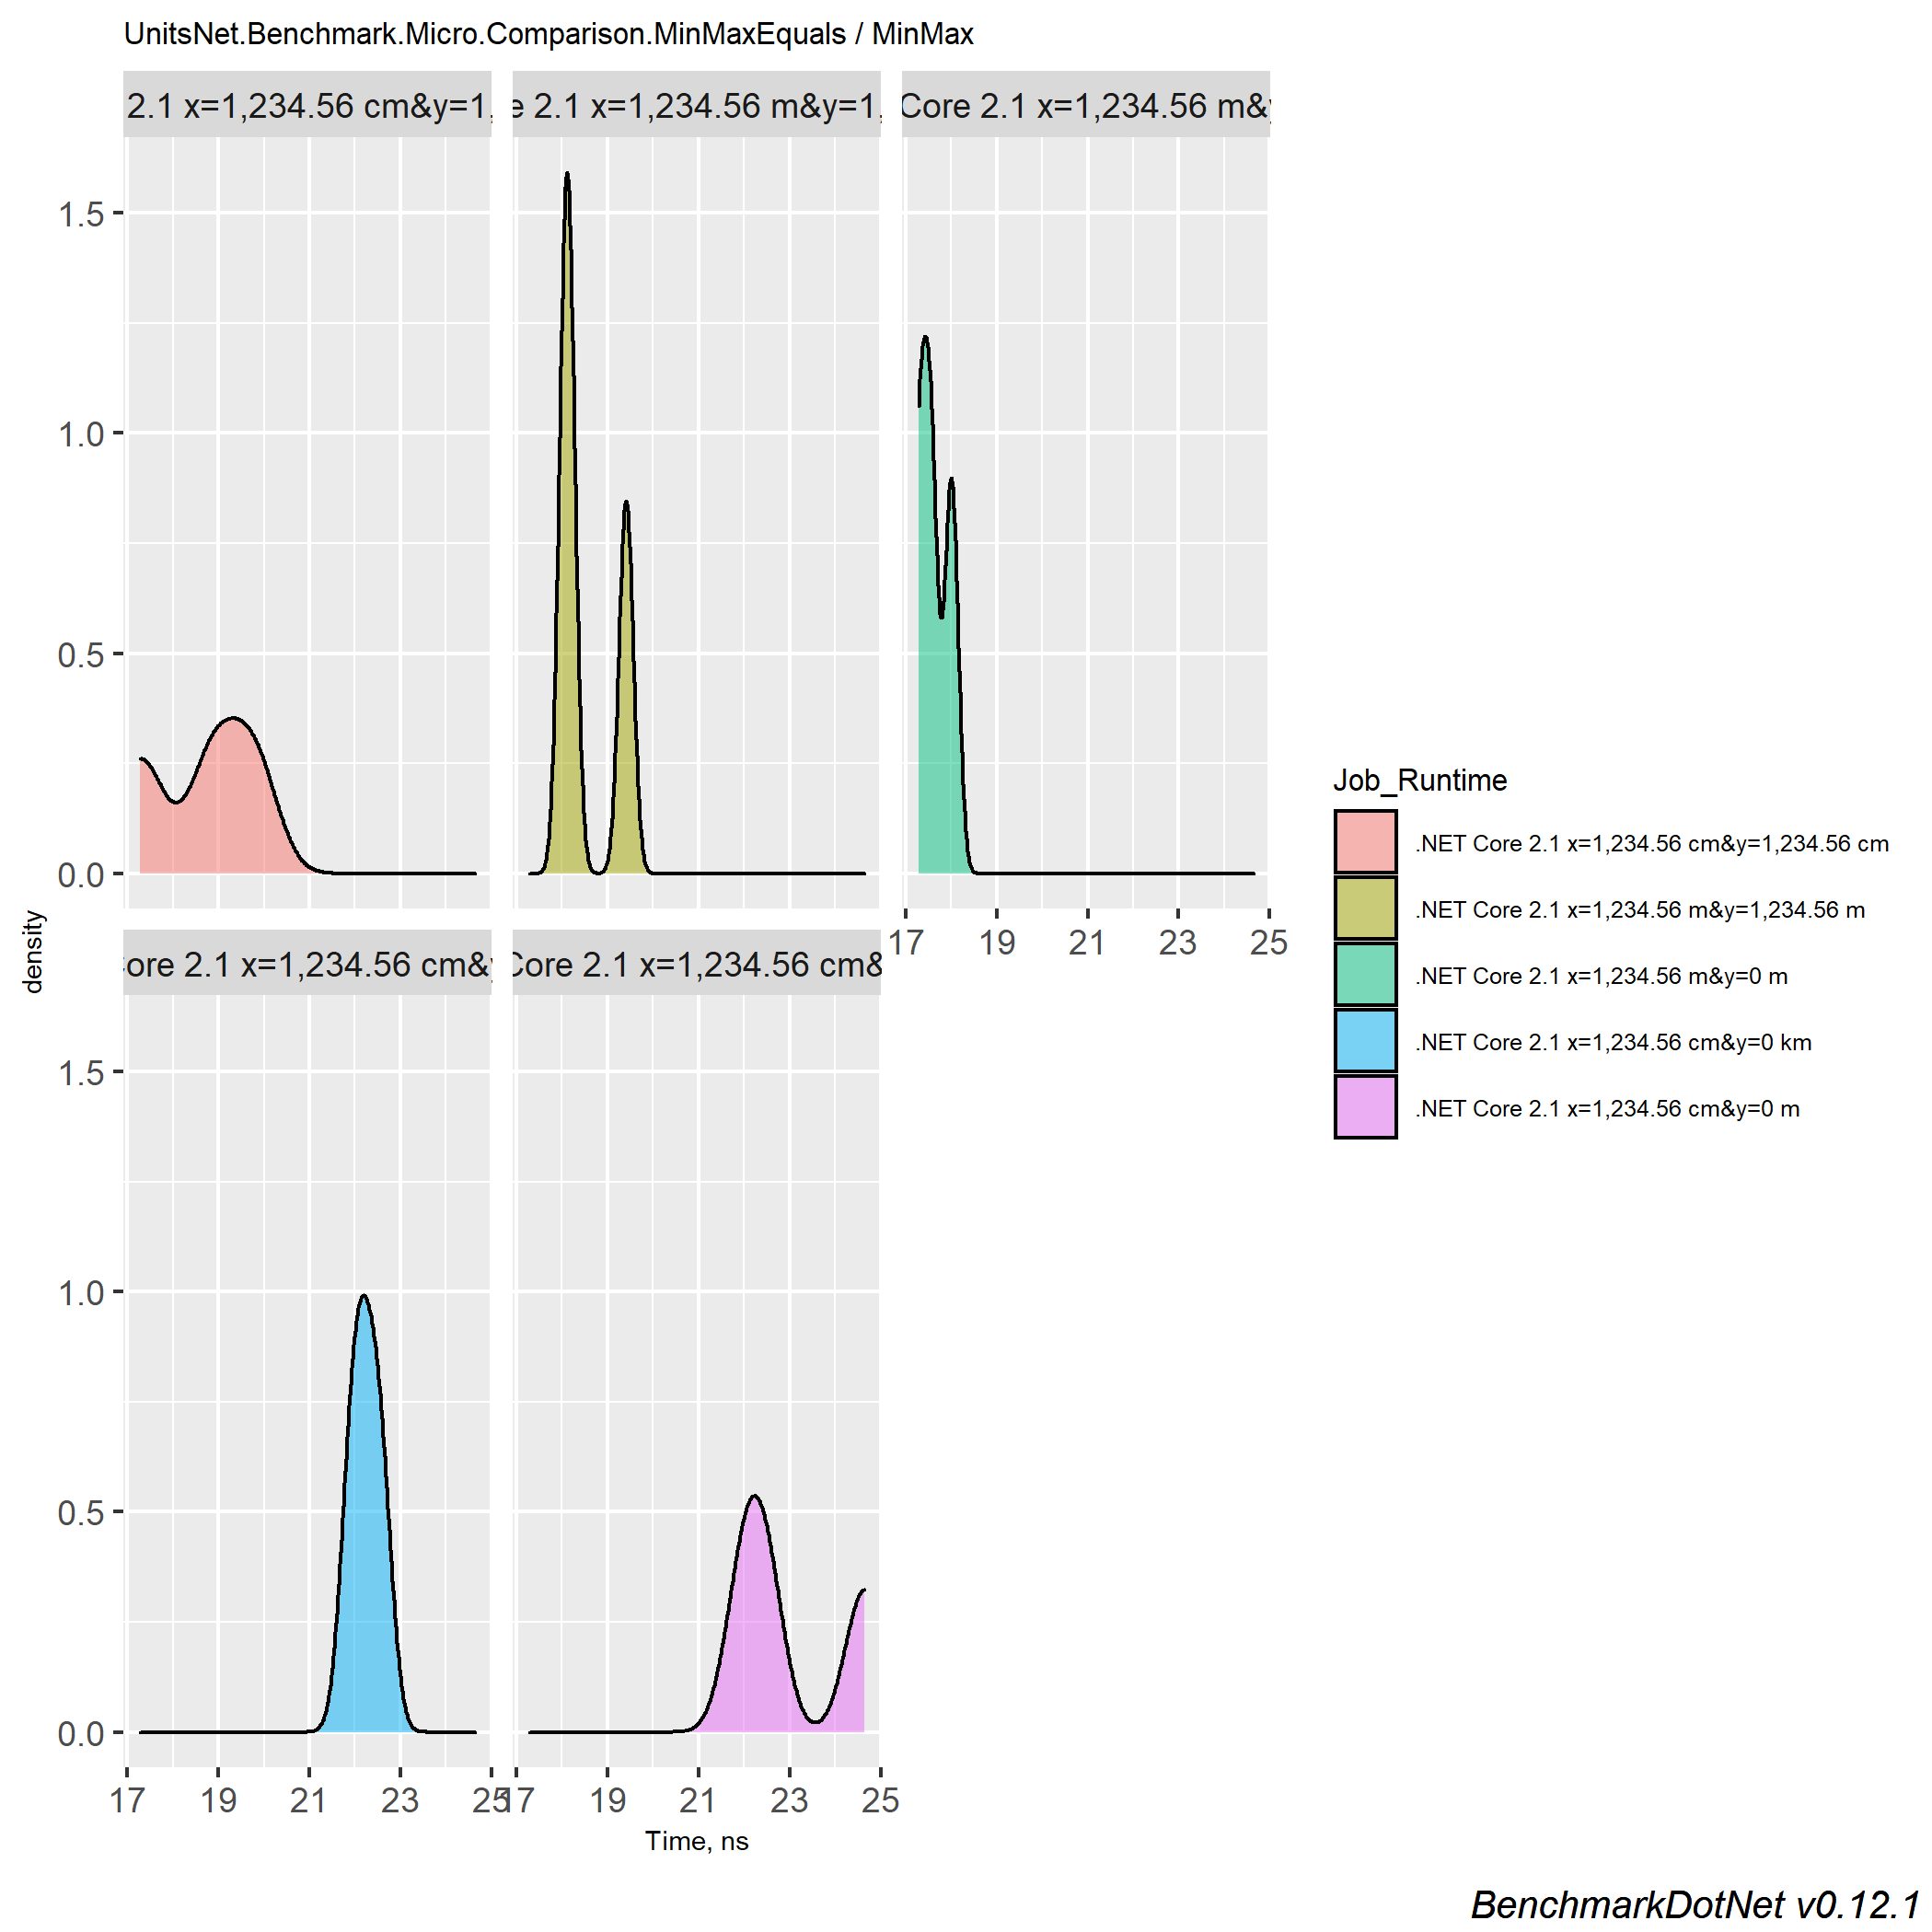 UnitsNet.Benchmark.Micro.Comparison.MinMaxEquals / MinMax
2.1 x=1,234.56 cm&y=1,
e 2.1 x=1,234.56 m&y=1,
Core 2.1 x=1,234.56 m&
1.5
1.0
0.5
0.0
17 19 21 23 25
density
Core 2.1 x=1,234.56 cm&
Core 2.1 x=1,234.56 cm&
1.5
1.0
0.5
0.0
17 19 21 23 25
17 19 21 23 25
Time, ns
Job_Runtime
.NET Core 2.1 x=1,234.56 cm&y=1,234.56 cm
.NET Core 2.1 x=1,234.56 m&y=1,234.56 m
.NET Core 2.1 x=1,234.56 m&y=0 m
.NET Core 2.1 x=1,234.56 cm&y=0 km
.NET Core 2.1 x=1,234.56 cm&y=0 m
BenchmarkDotNet v0.12.1